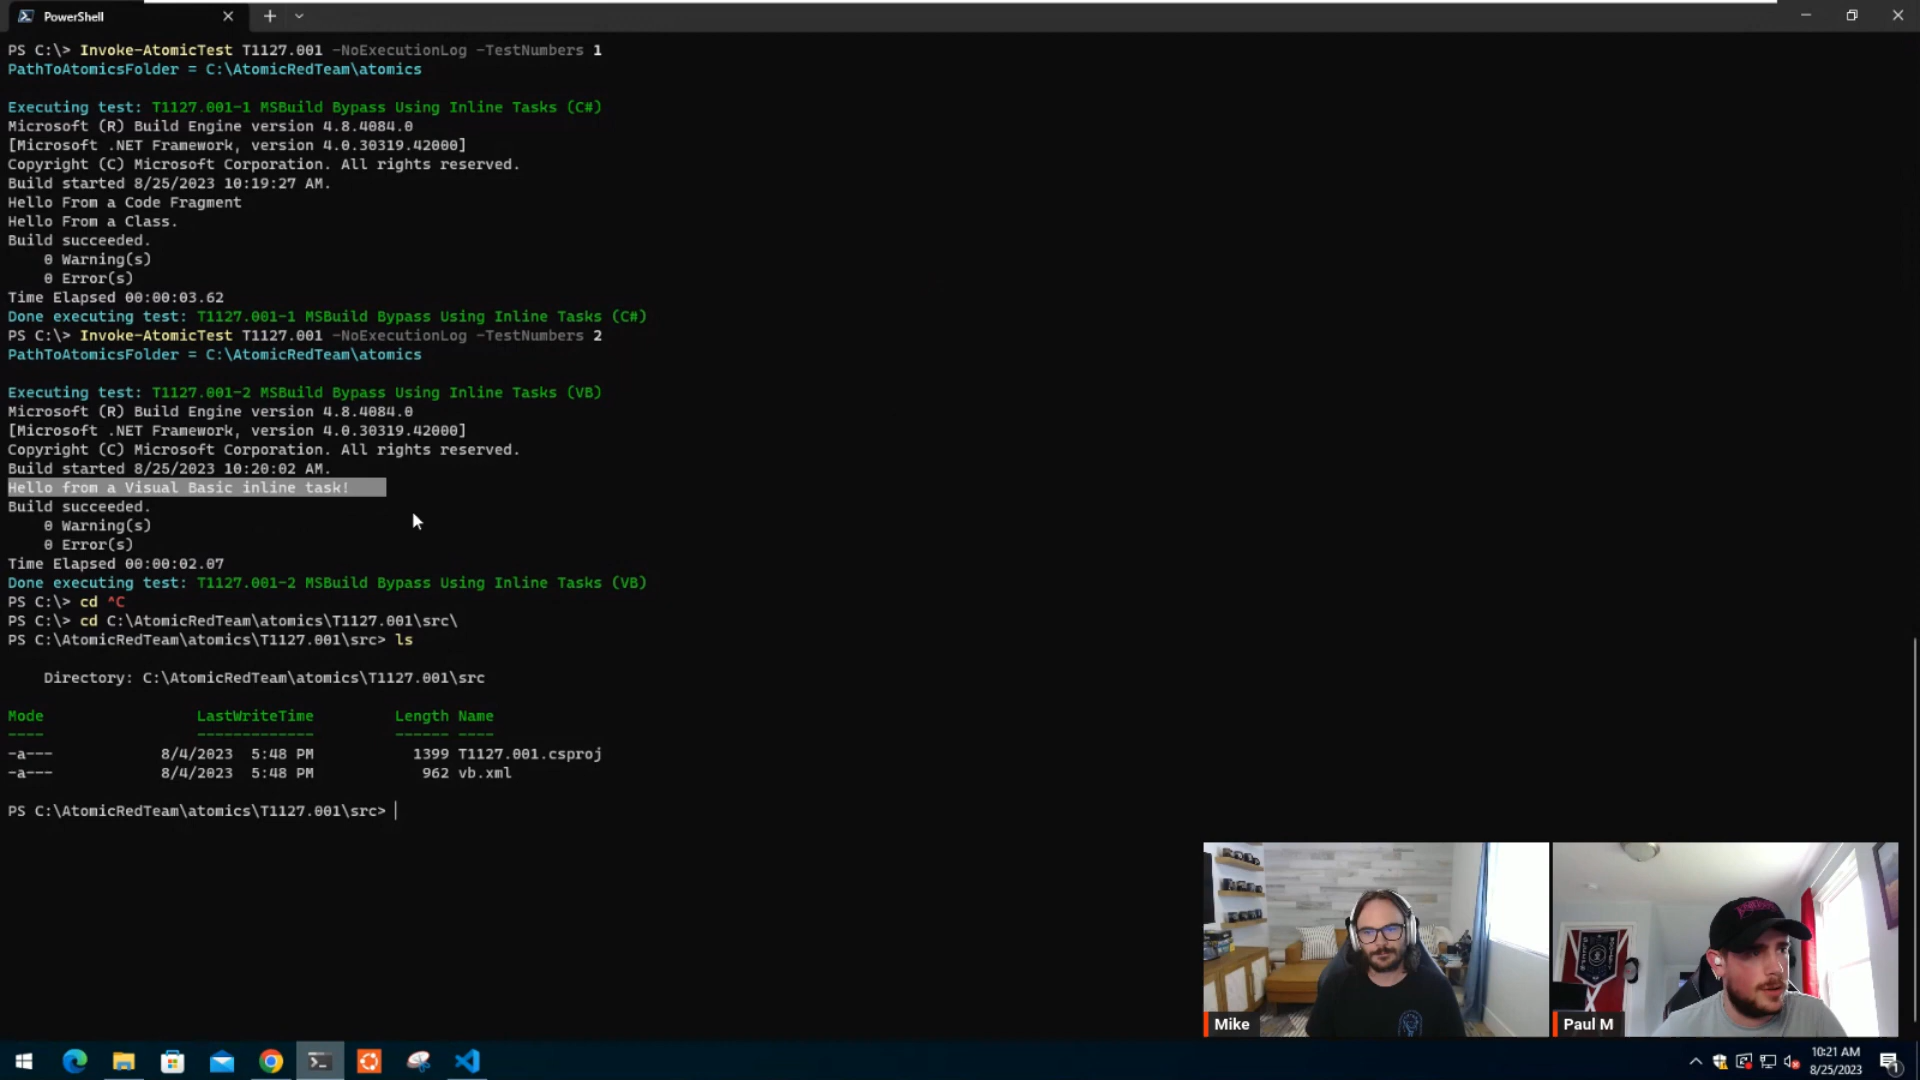 PowerShell
PS C:\> Invoke-AtomicTest T1127.001 -NoExecutionLog -TestNumbers 1
PathToAtomicsFolder = C:\AtomicRedTeam\atomics
Executing test: T1127.001-1 MSBuild Bypass Using Inline Tasks (C#)
Microsoft (R) Build Engine version 4.8.4084.0
[Microsoft .NET Framework, version 4.0.30319.42000]
Copyright (C) Microsoft Corporation. All rights reserved.
Build started 8/25/2023 10:19:27 AM.
Hello From a Code Fragment
Hello From a Class.
Build succeeded.
0 Warning(s)
0 Error(s)
Time Elapsed 00:00:03.62
Done executing test: T1127.001-1 MSBuild Bypass Using Inline Tasks (C#)
PS C:\> Invoke-AtomicTest T1127.001 -NoExecutionLog -TestNumbers 2
PathToAtomicsFolder = C:\AtomicRedTeam\atomics
Executing test: T1127.001-2 MSBuild Bypass Using Inline Tasks (VB)
Microsoft (R) Build Engine version 4.8.4084.0
[Microsoft .NET Framework, version 4.0.30319.42000]
Copyright (C) Microsoft Corporation. All rights reserved.
Build started 8/25/2023 10:20:02 AM.
Hello from a Visual Basic inline task!
Build succeeded.
0 Warning(s)
0 Error(s)
Time Elapsed 00:00:02.07
Done executing test: T1127.001-2 MSBuild Bypass Using Inline Tasks (VB)
PS C:\> cd ^C
PS C:\> cd C:\AtomicRedTeam\atomics\T1127.001\src\
PS C:\AtomicRedTeam\atomics\T1127.001\src> ls
Directory: C:\AtomicRedTeam\atomics\T1127.001\src
Mode LastWriteTime Length Name
---- ------------- ------ ----
-a--- 8/4/2023 5:48 PM 1399 T1127.001.csproj
-a--- 8/4/2023 5:48 PM 962 vb.xml
PS C:\AtomicRedTeam\atomics\T1127.001\src>
Mike
Paul M
10:21 AM
8/25/2023
1